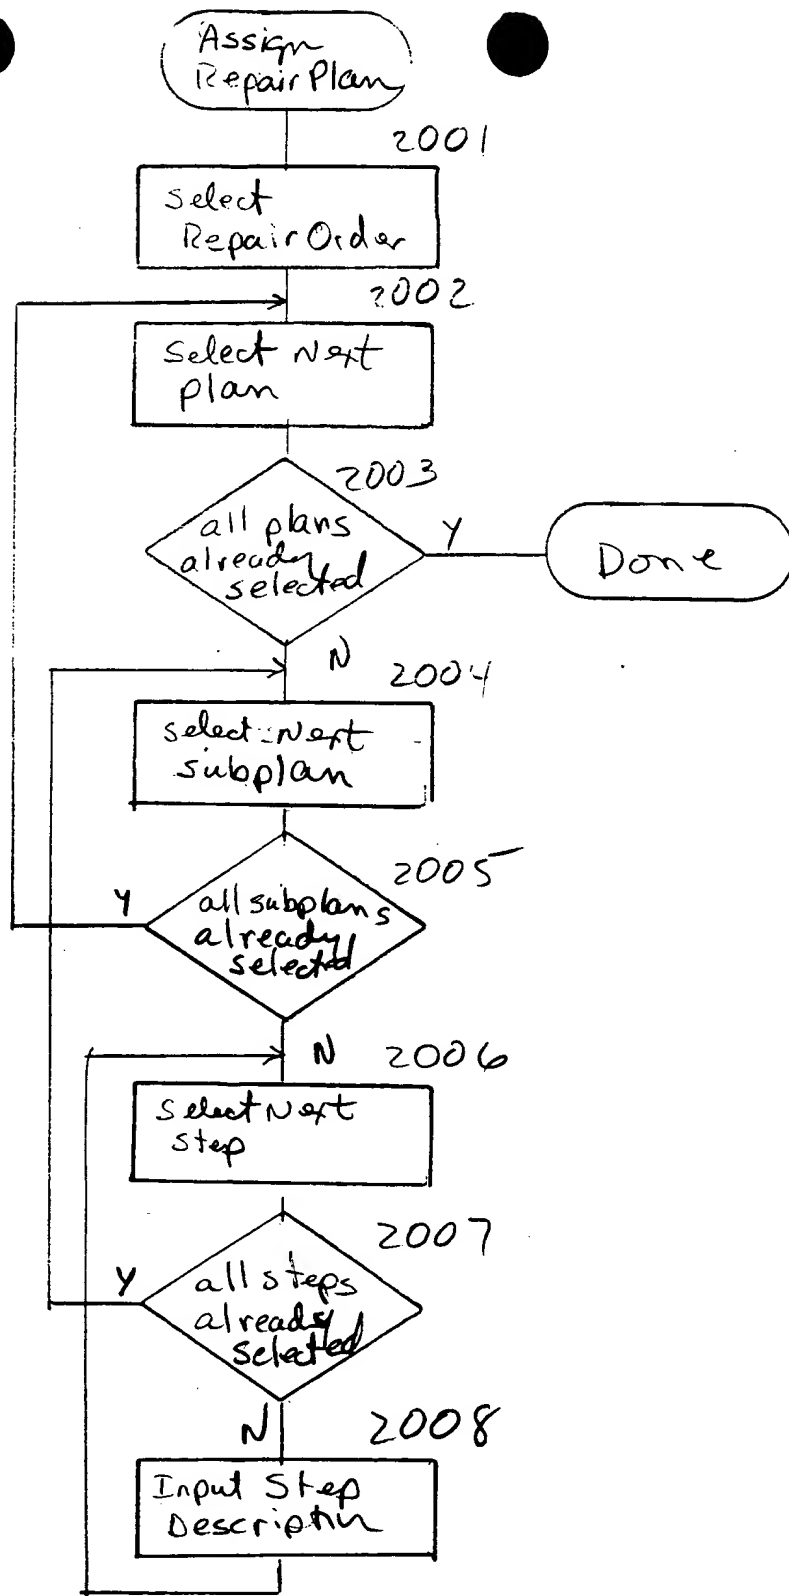 Assign
Repair Plan
2001
Select
Repair Order
2002
Select Next
plan
2003
all plans
already
selected
Y
Done
N
2004
select Next
subplan
2005
Y
all subplans
already
selected
N
2006
Select Next
step
2007
Y
all steps
already
selected
N
2008
Input Step
Description